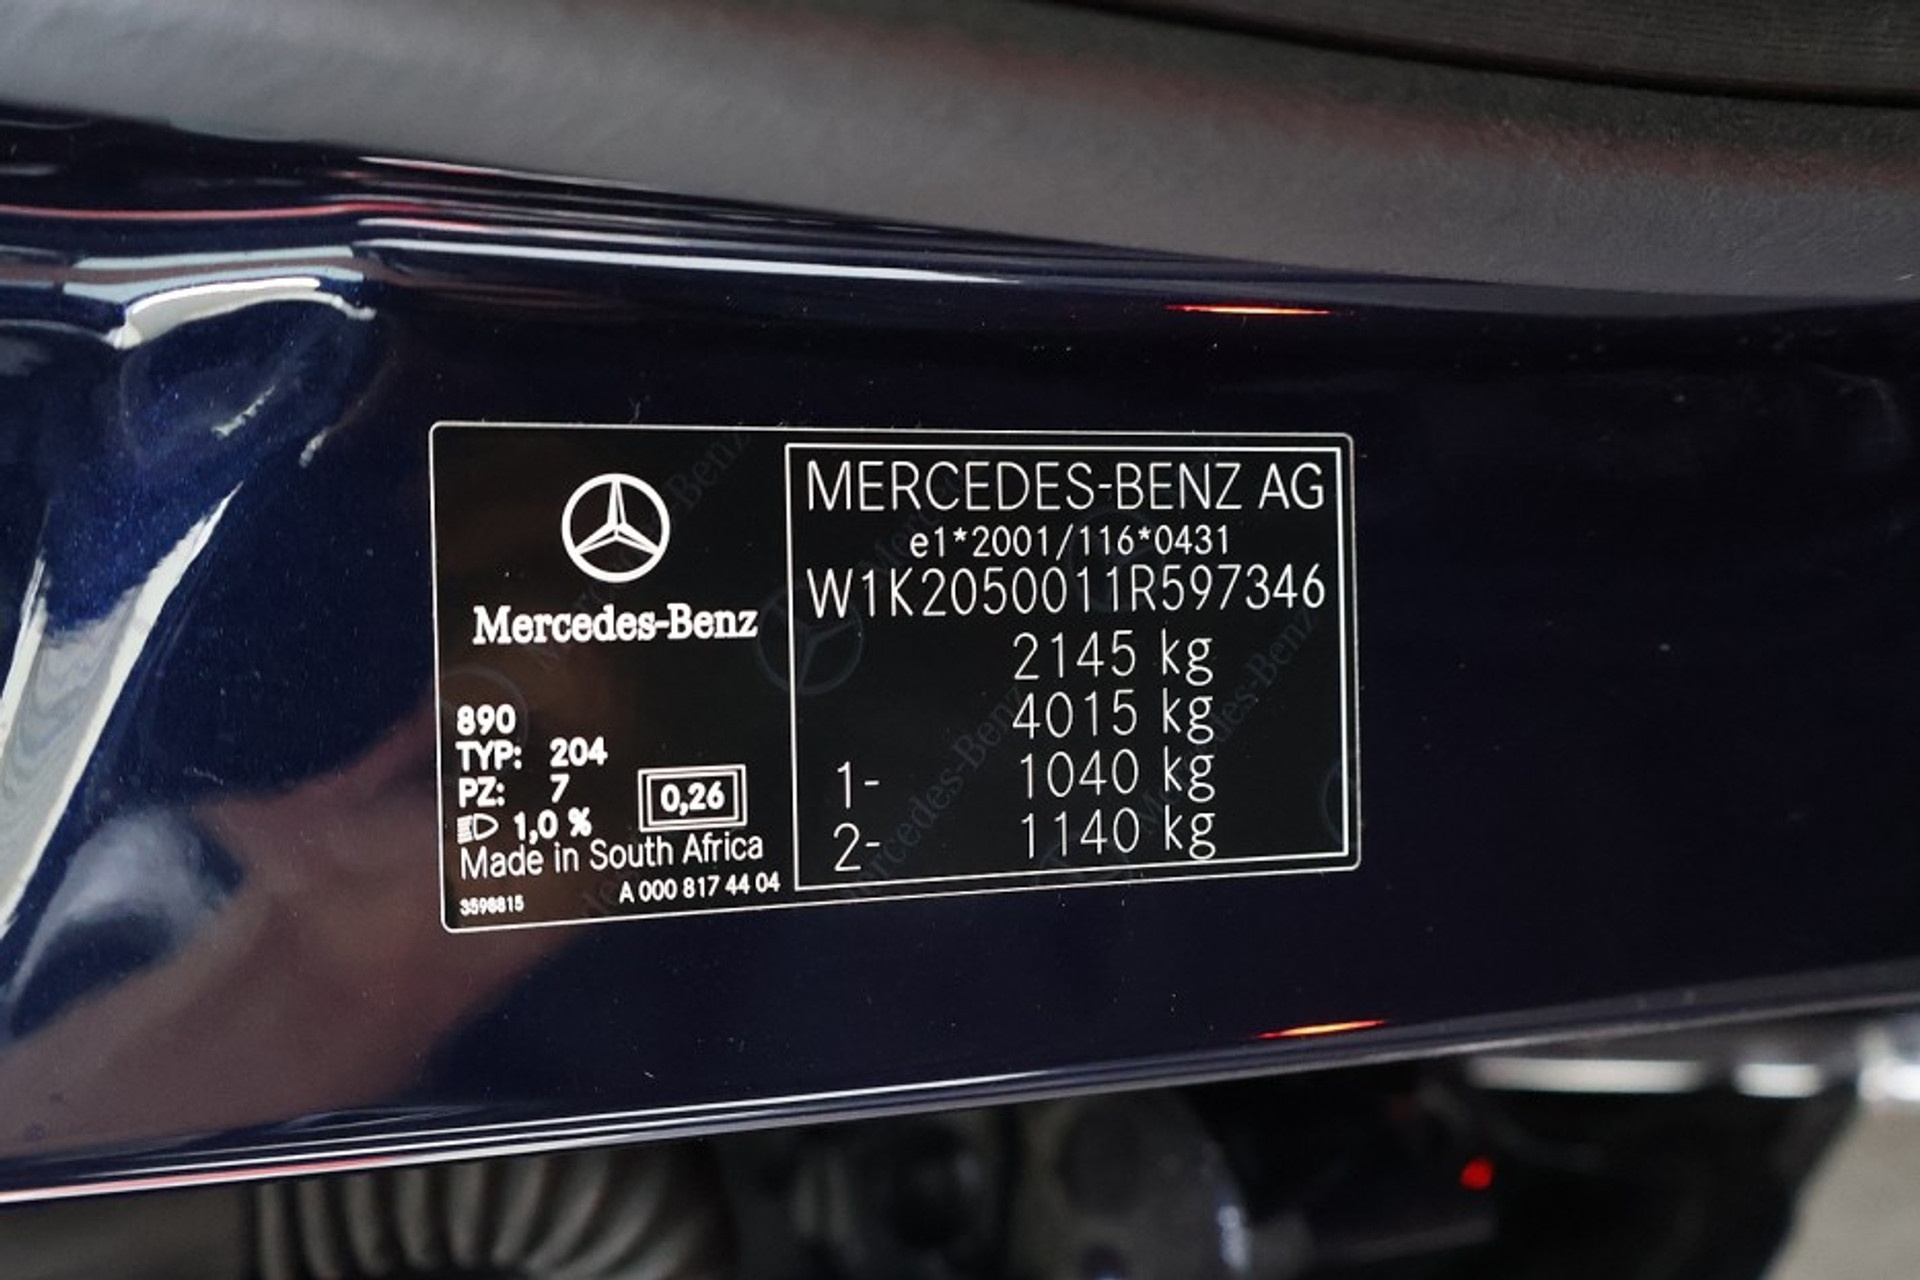 Mercedes-Benz
890
TYP: 204
PZ: 7
1,0 %
0,26
Made in South Africa
A 000 817 44 04
3598815
MERCEDES-BENZ AG
e1*2001/116*0431
W1K2050011R597346
2145 kg
4015 kg
1- 1040 kg
2- 1140 kg